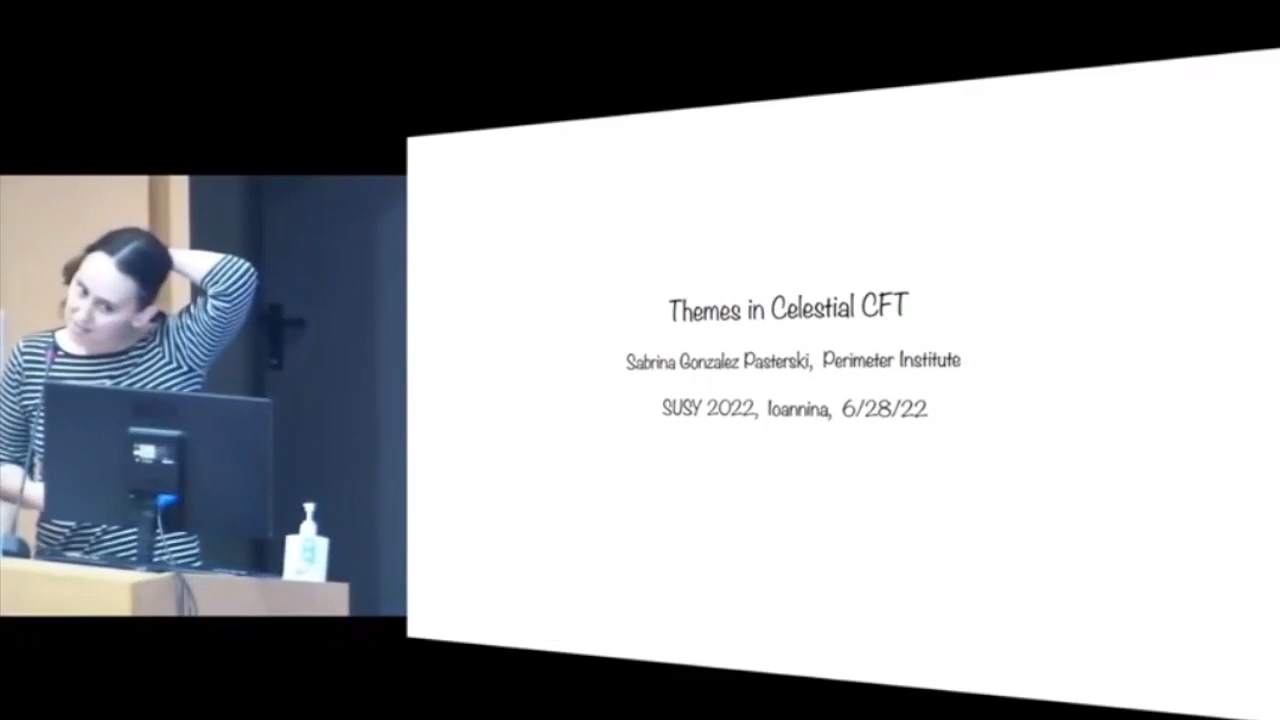 Themes in Celestial CFT
Sabrina Gonzalez Pasterski, Perimeter Institute
SUSY 2022, Ioannina, 6/28/22